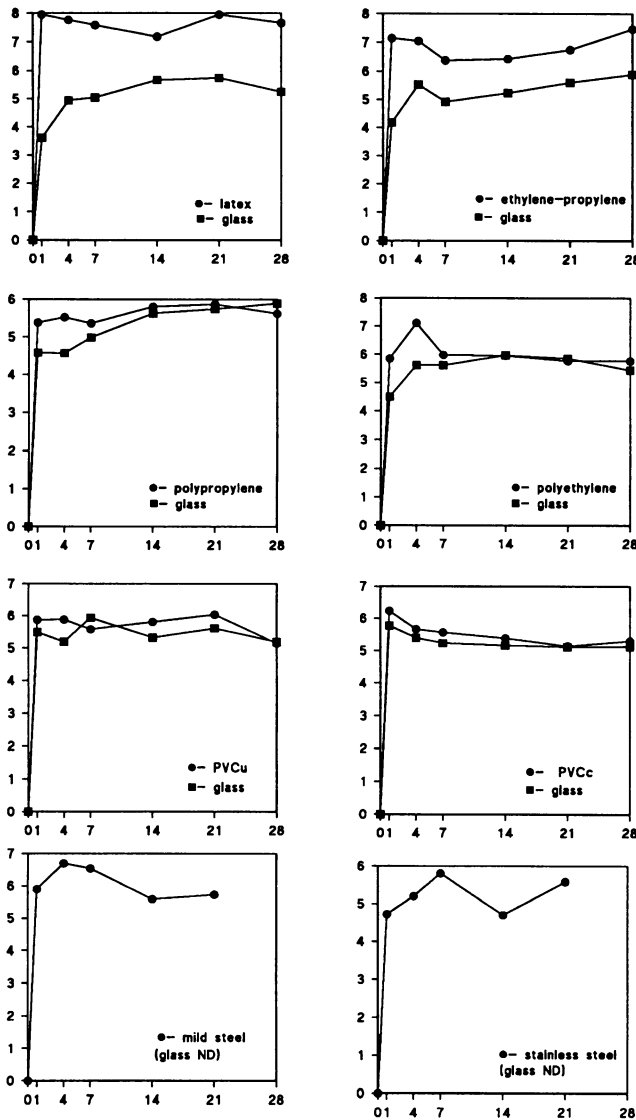 8
7
6
5
4
3
2
1
0
01 4 7 14 21 28
●– latex
■– glass
8
7
6
5
4
3
2
1
0
01 4 7 14 21 28
●– ethylene–propylene
■– glass
6
5
4
3
2
1
0
01 4 7 14 21 28
●– polypropylene
■– glass
8
7
6
5
4
3
2
1
0
01 4 7 14 21 28
●– polyethylene
■– glass
7
6
5
4
3
2
1
0
01 4 7 14 21 28
●– PVCu
■– glass
7
6
5
4
3
2
1
0
01 4 7 14 21 28
●– PVCc
■– glass
7
6
5
4
3
2
1
0
01 4 7 14 21 28
●– mild steel
(glass ND)
6
5
4
3
2
1
0
01 4 7 14 21 28
●– stainless steel
(glass ND)